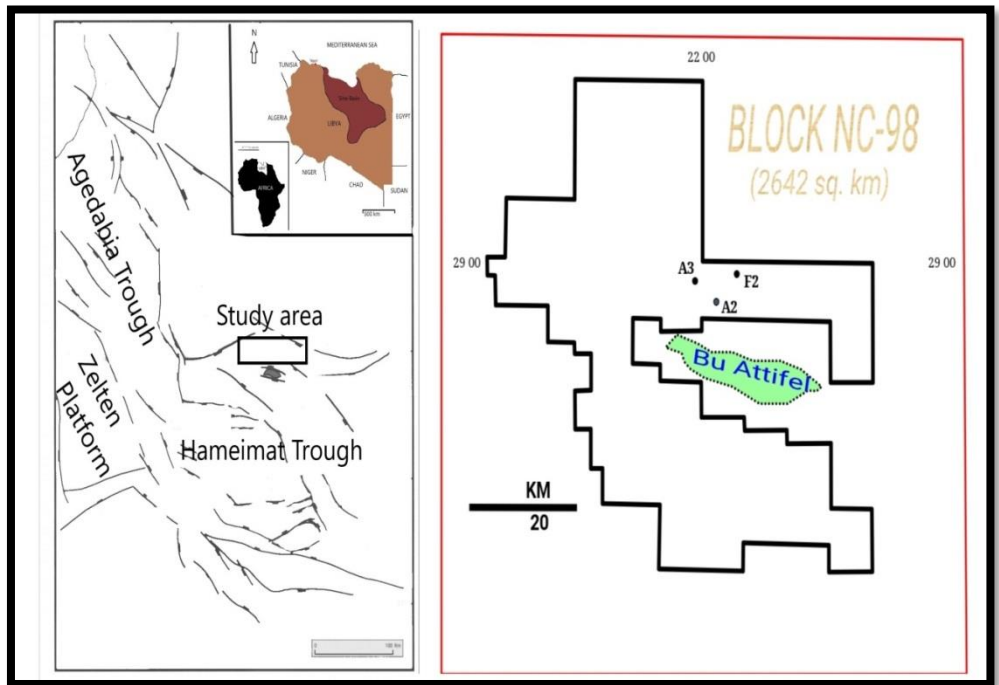 N
MEDITERRANEAN SEA
TUNISIA
ALGERIA
LIBYA
EGYPT
NIGER
CHAD
SUDAN
AFRICA
Agedabia Trough
Study area
Zelten
Platform
Hameimat Trough
22 00
BLOCK NC-98
(2642 sq. km)
29 00
29 00
A3
F2
A2
Bu Attifel
KM
20